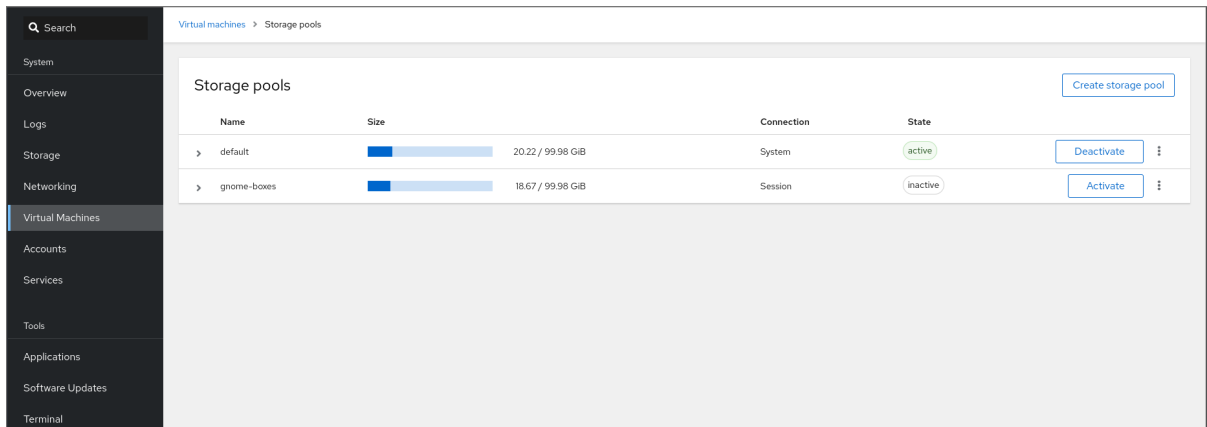 Search
System
Overview
Logs
Storage
Networking
Virtual Machines
Accounts
Services
Tools
Applications
Software Updates
Terminal
Virtual machines > Storage pools
Storage pools
Create storage pool
Name Size Connection State
default 20.22 / 99.98 GiB System active Deactivate
gnome-boxes 18.67 / 99.98 GiB Session inactive Activate